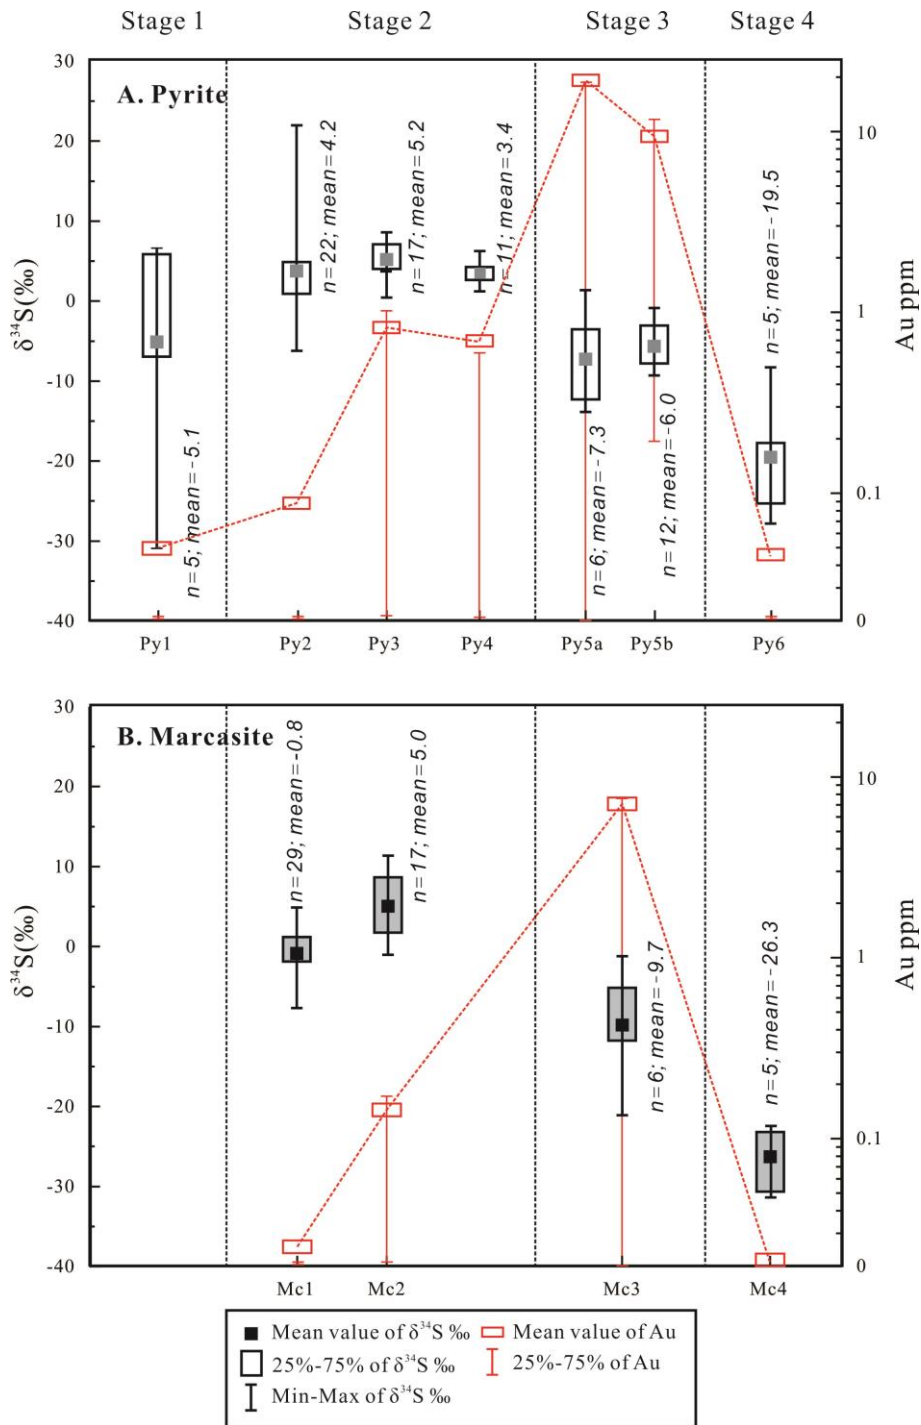 Stage 1 Stage 2 Stage 3 Stage 4
A. Pyrite
30
20
10
0
-10
-20
-30
-40
δ³⁴S(‰)
n=5; mean=-5.1
n=22; mean=4.2
n=17; mean=5.2
n=11; mean=3.4
n=6; mean=-7.3
n=12; mean=-6.0
n=5; mean=-19.5
10
1
0.1
0
Au ppm
Py1 Py2 Py3 Py4 Py5a Py5b Py6
B. Marcasite
30
20
10
0
-10
-20
-30
-40
δ³⁴S(‰)
n=29; mean=-0.8
n=17; mean=5.0
n=6; mean=-9.7
n=5; mean=-26.3
10
1
0.1
0
Au ppm
Mc1 Mc2 Mc3 Mc4
Mean value of δ³⁴S ‰ Mean value of Au
25%-75% of δ³⁴S ‰ 25%-75% of Au
Min-Max of δ³⁴S ‰